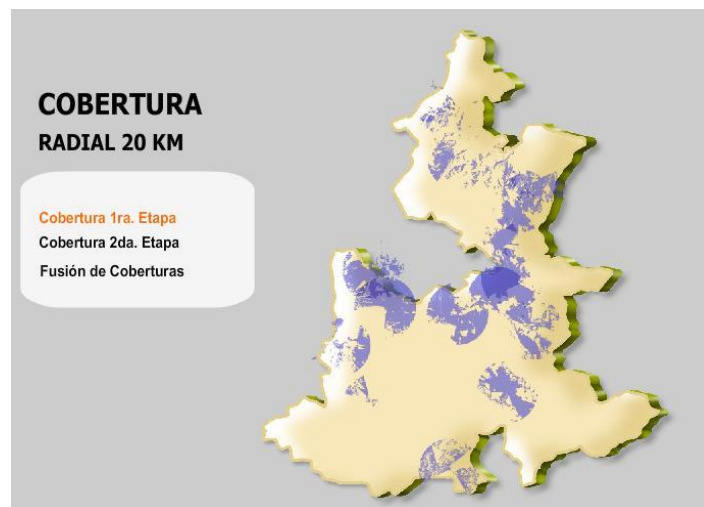 COBERTURA
RADIAL 20 KM
Cobertura 1ra. Etapa
Cobertura 2da. Etapa
Fusión de Coberturas